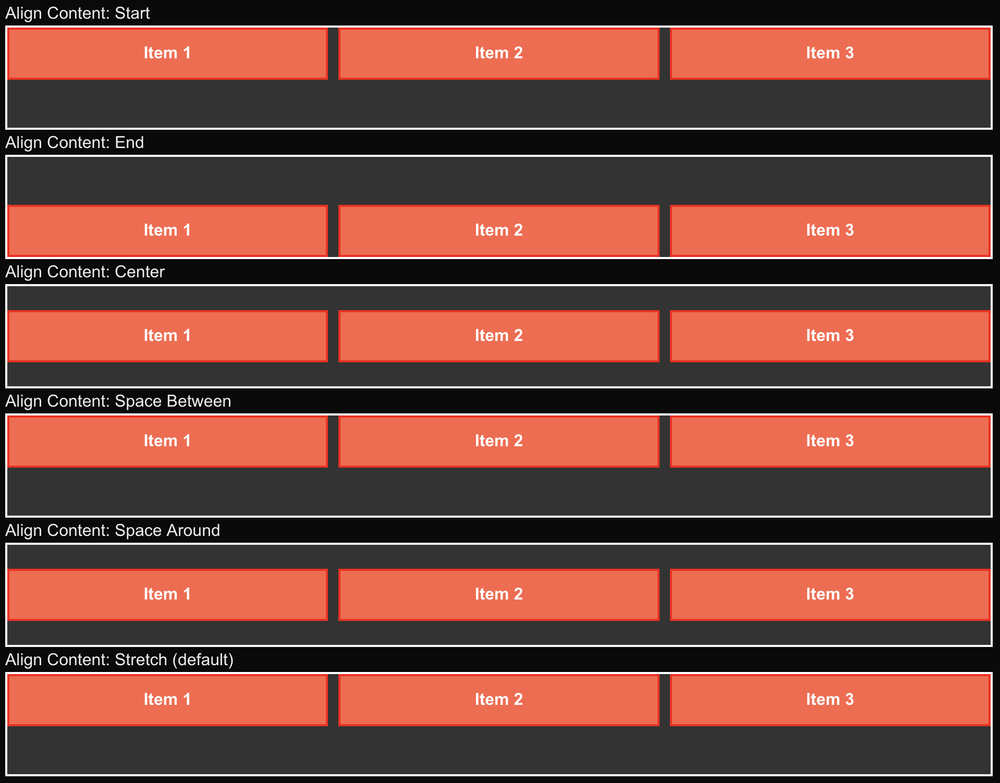 Align Content: Start
Item 1 Item 2 Item 3
Align Content: End
Item 1 Item 2 Item 3
Align Content: Center
Item 1 Item 2 Item 3
Align Content: Space Between
Item 1 Item 2 Item 3
Align Content: Space Around
Item 1 Item 2 Item 3
Align Content: Stretch (default)
Item 1 Item 2 Item 3